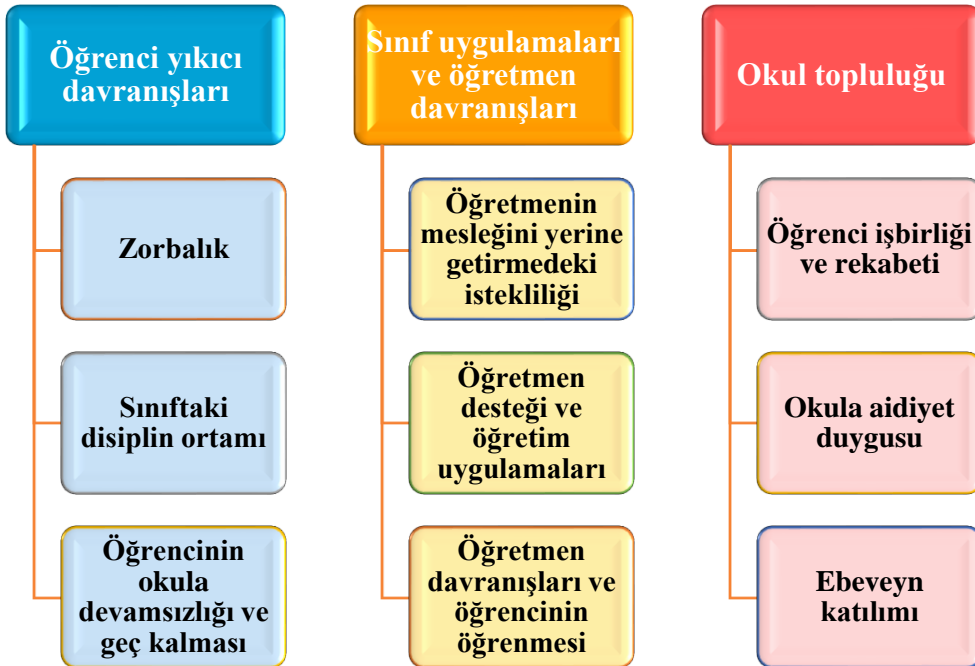 Öğrenci yıkıcı
davranışları
Zorbalık
Sınıftaki
disiplin ortamı
Öğrencinin
okula
devamsızlığı ve
geç kalması
Sınıf uygulamaları
ve öğretmen
davranışları
Öğretmenin
mesleğini yerine
getirmedeki
istekliliği
Öğretmen
desteği ve
öğretim
uygulamaları
Öğretmen
davranışları ve
öğrencinin
öğrenmesi
Okul topluluğu
Öğrenci işbirliği
ve rekabeti
Okula aidiyet
duygusu
Ebeveyn
katılımı